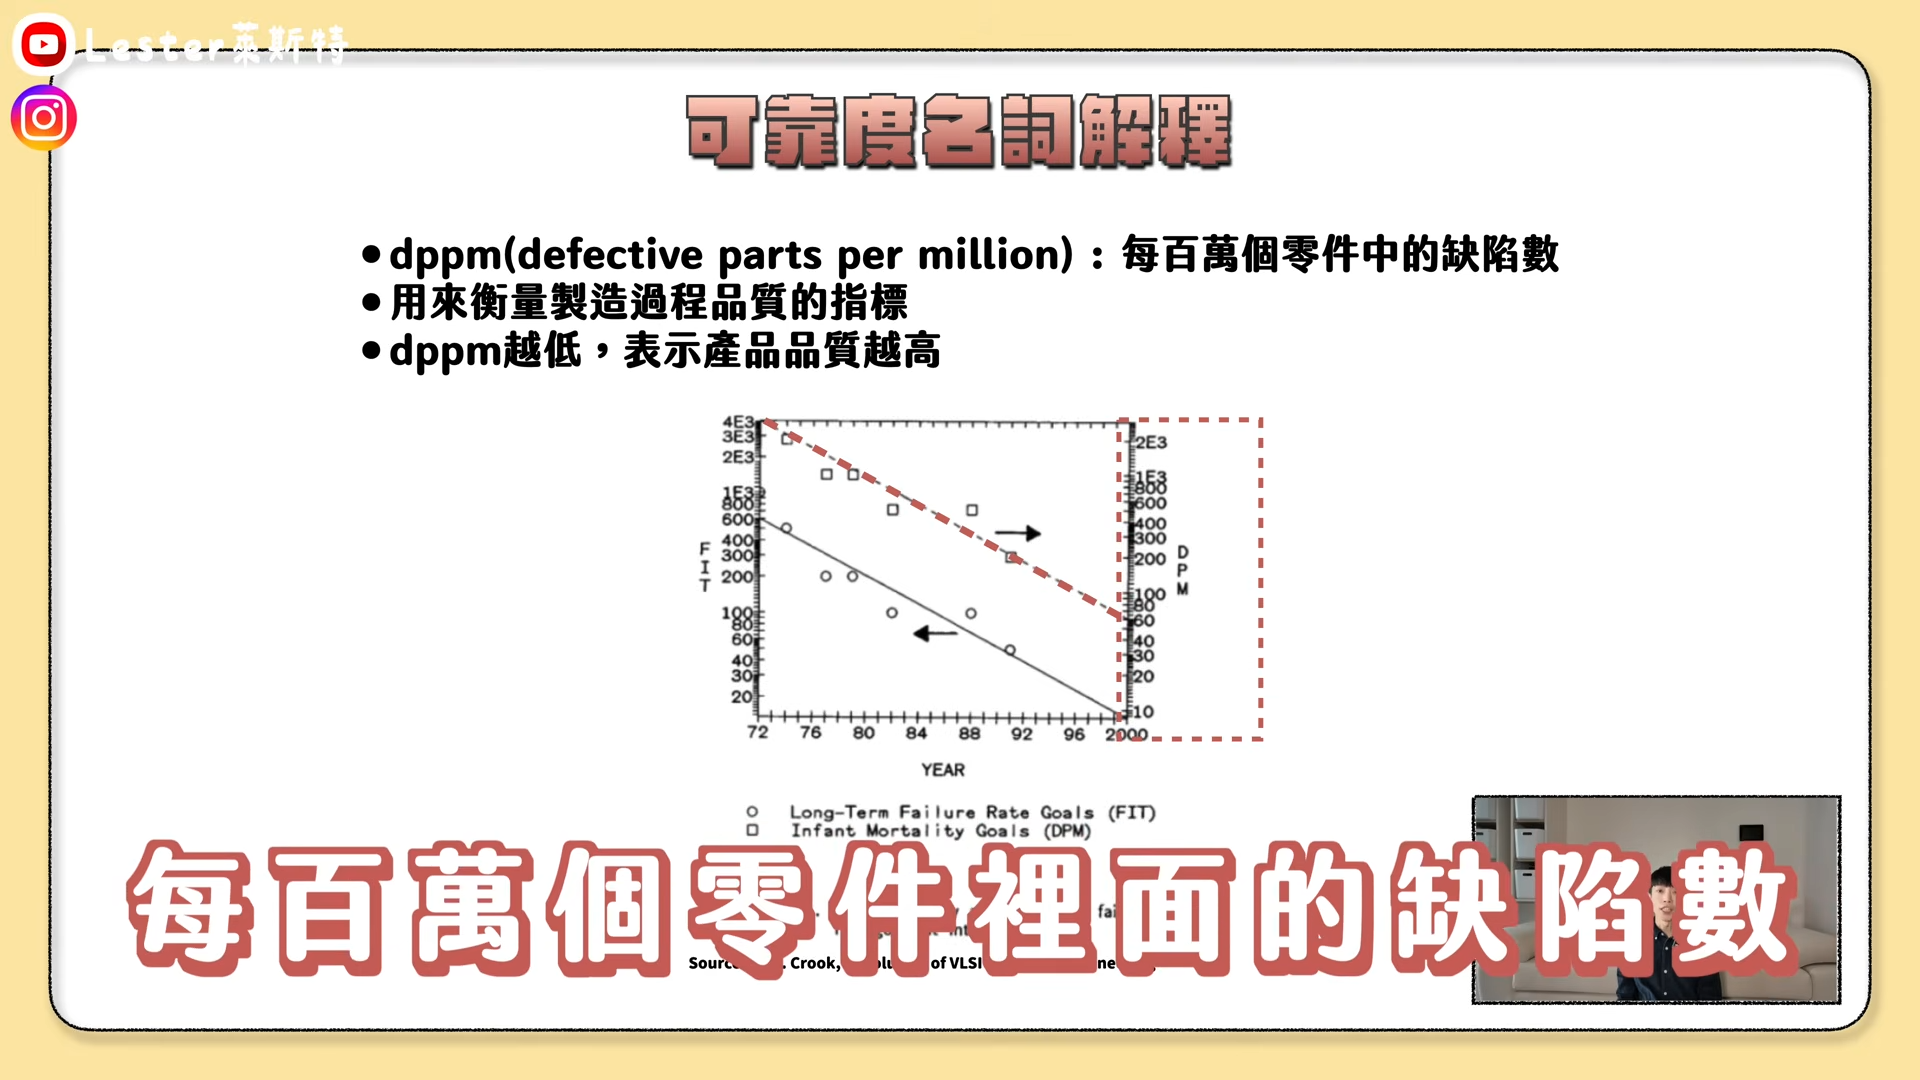 Lester萊斯特
可靠度名詞解釋
•dppm(defective parts per million)：每百萬個零件中的缺陷數
•用來衡量製造過程品質的指標
•dppm越低，表示產品品質越高
4E3
3E3
2E3
1E3
800
600
400
300
200
100
80
60
40
30
20
FIT
2E3
1E3
800
600
400
300
200
100
80
60
40
30
20
10
DPM
72 76 80 84 88 92 96 2000
YEAR
○ Long-Term Failure Rate Goals (FIT)
□ Infant Mortality Goals (DPM)
每百萬個零件裡面的缺陷數
Crook, of VLSI